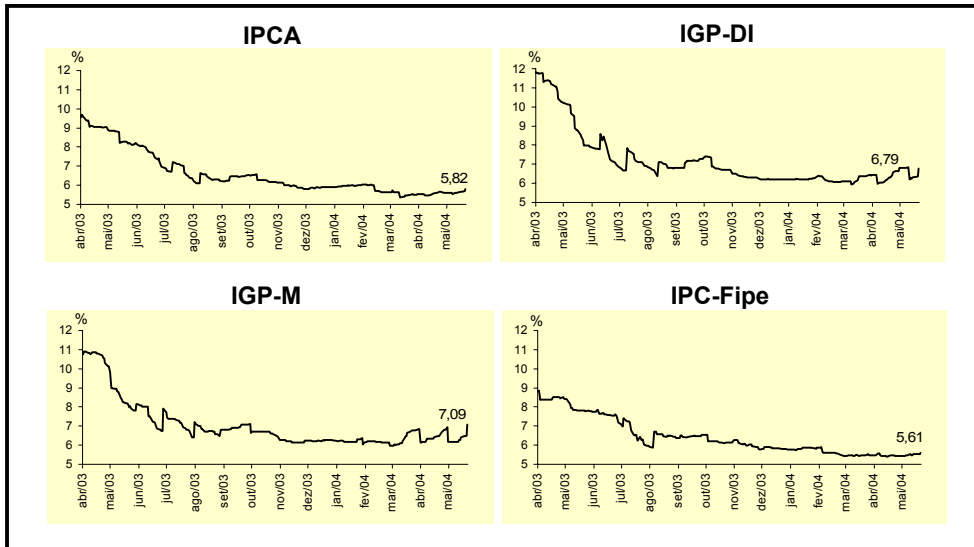 IPCA
%
12
11
10
9
8
7
6
5
5,82
abr/03
mai/03
jun/03
jul/03
ago/03
set/03
out/03
nov/03
dez/03
jan/04
fev/04
mar/04
abr/04
mai/04
IGP-DI
%
12
11
10
9
8
7
6
5
6,79
abr/03
mai/03
jun/03
jul/03
ago/03
set/03
out/03
nov/03
dez/03
jan/04
fev/04
mar/04
abr/04
mai/04
IGP-M
%
12
11
10
9
8
7
6
5
7,09
abr/03
mai/03
jun/03
jul/03
ago/03
set/03
out/03
nov/03
dez/03
jan/04
fev/04
mar/04
abr/04
mai/04
IPC-Fipe
%
12
11
10
9
8
7
6
5
5,61
abr/03
mai/03
jun/03
jul/03
ago/03
set/03
out/03
nov/03
dez/03
jan/04
fev/04
mar/04
abr/04
mai/04